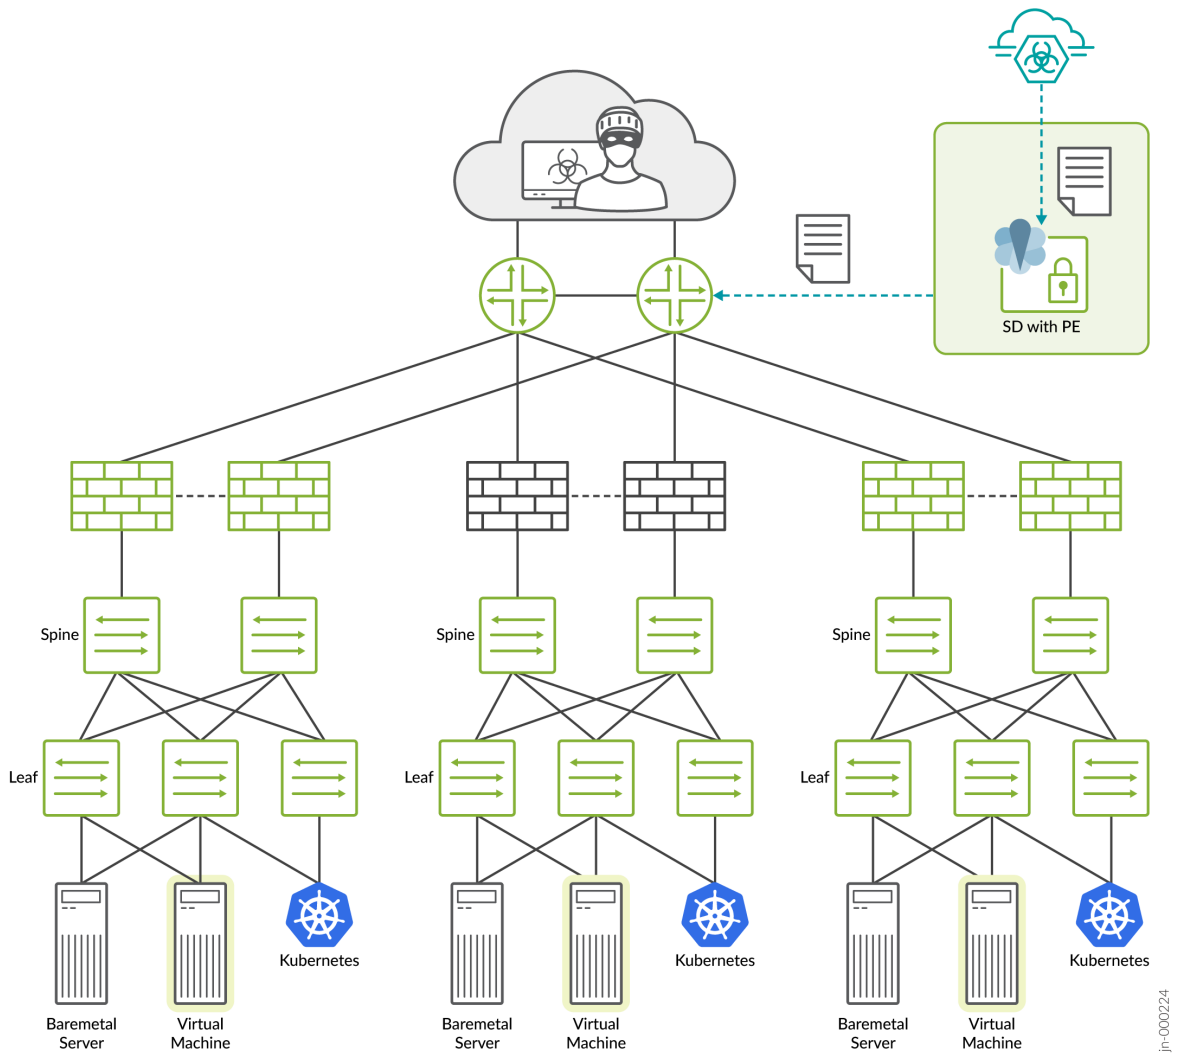 SD with PE
Spine
Spine
Spine
Leaf
Leaf
Leaf
Kubernetes
Kubernetes
Kubernetes
Baremetal
Server
Virtual
Machine
Baremetal
Server
Virtual
Machine
Baremetal
Server
Virtual
Machine
jn-000224